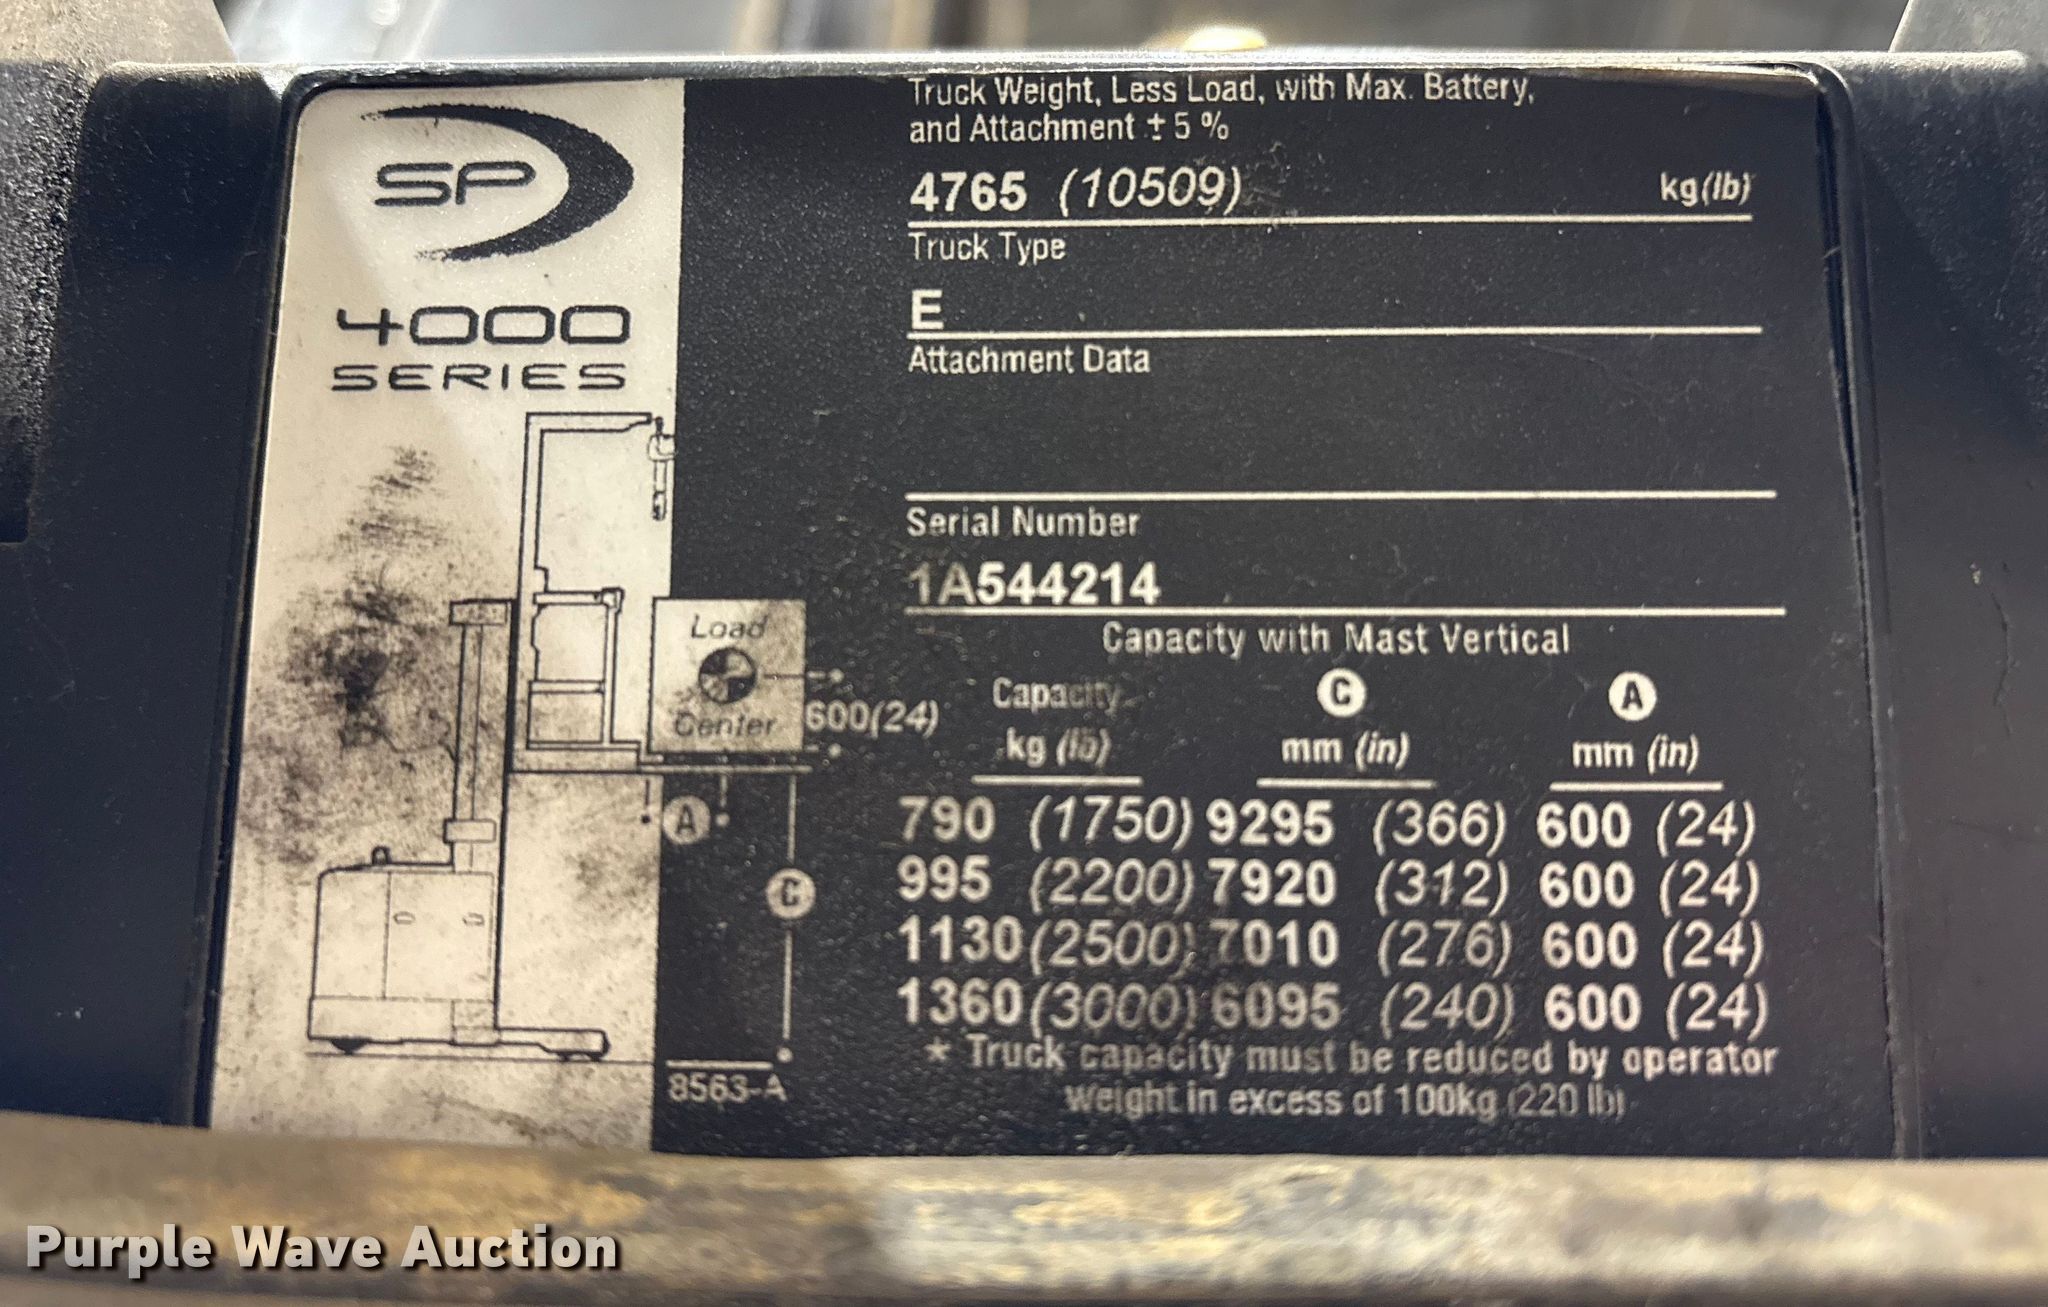 SP
4000
SERIES
Load
Center
600(24)
A
C
8563-A
Truck Weight, Less Load, with Max. Battery,
and Attachment ± 5 %
4765 (10509) kg(lb)
Truck Type
E
Attachment Data
Serial Number
1A544214
Capacity with Mast Vertical
Capacity C A
kg (lb) mm (in) mm (in)
790 (1750) 9295 (366) 600 (24)
995 (2200) 7920 (312) 600 (24)
1130 (2500) 7010 (276) 600 (24)
1360 (3000) 6095 (240) 600 (24)
* Truck capacity must be reduced by operator
weight in excess of 100kg (220 lb)
Purple Wave Auction